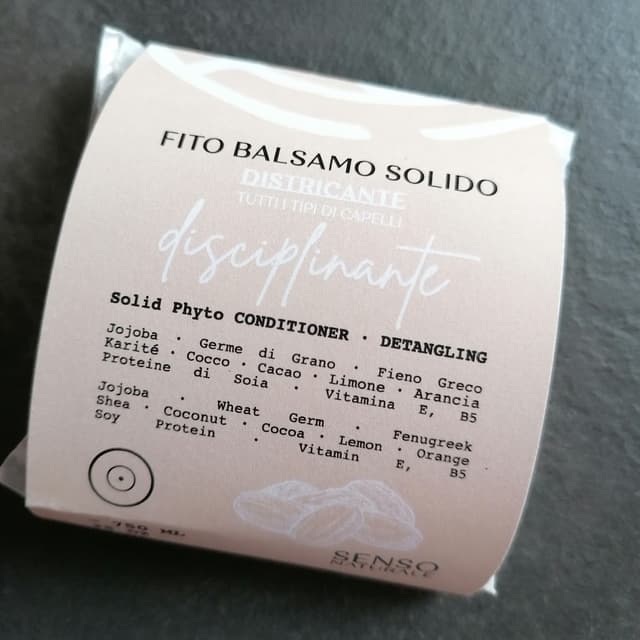 FITO BALSAMO SOLIDO
DISTRICANTE
TUTTI I TIPI DI CAPELLI
disciplinante
Solid Phyto CONDITIONER · DETANGLING
Jojoba · Germe di Grano · Fieno Greco
Karité · Cocco · Cacao · Limone · Arancia
Proteine di Soia · Vitamina E, B5
Jojoba · Wheat Germ · Fenugreek
Shea · Coconut · Cocoa · Lemon · Orange
Soy Protein · Vitamin E, B5
750 ML
SENSO
NATURALE